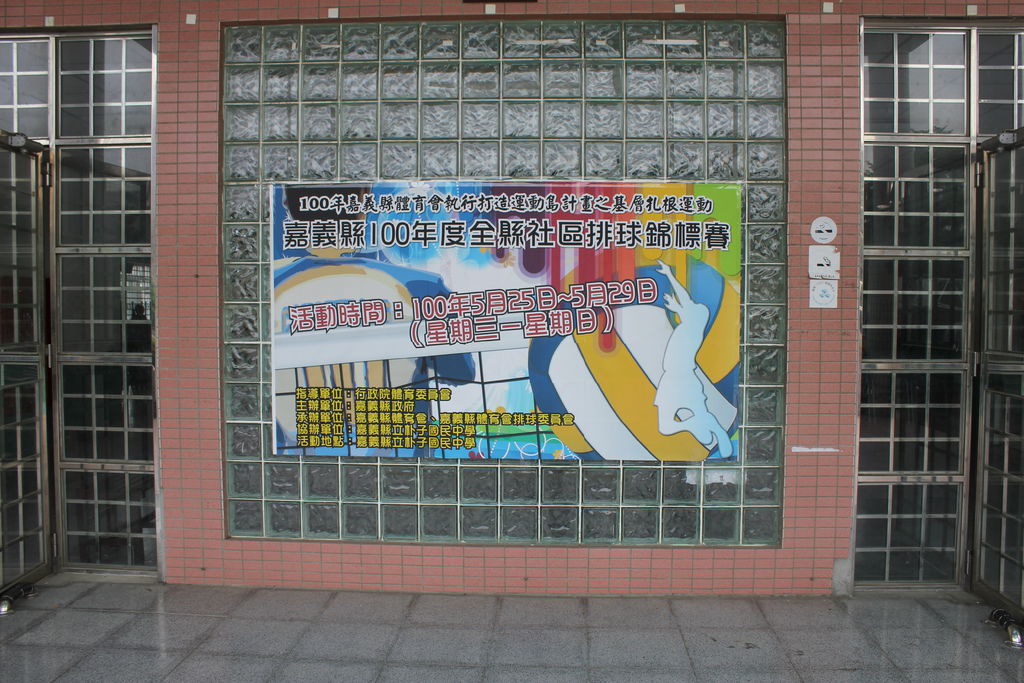 100年嘉義縣體育會執行打造運動島計畫之基層扎根運動
嘉義縣100年度全縣社區排球錦標賽
活動時間：100年5月25日~5月29日
（星期三—星期日）
指導單位：行政院體育委員會
主辦單位：嘉義縣政府
承辦單位：嘉義縣體育會、嘉義縣體育會排球委員會
協辦單位：嘉義縣立朴子國民中學
活動地點：嘉義縣立朴子國民中學